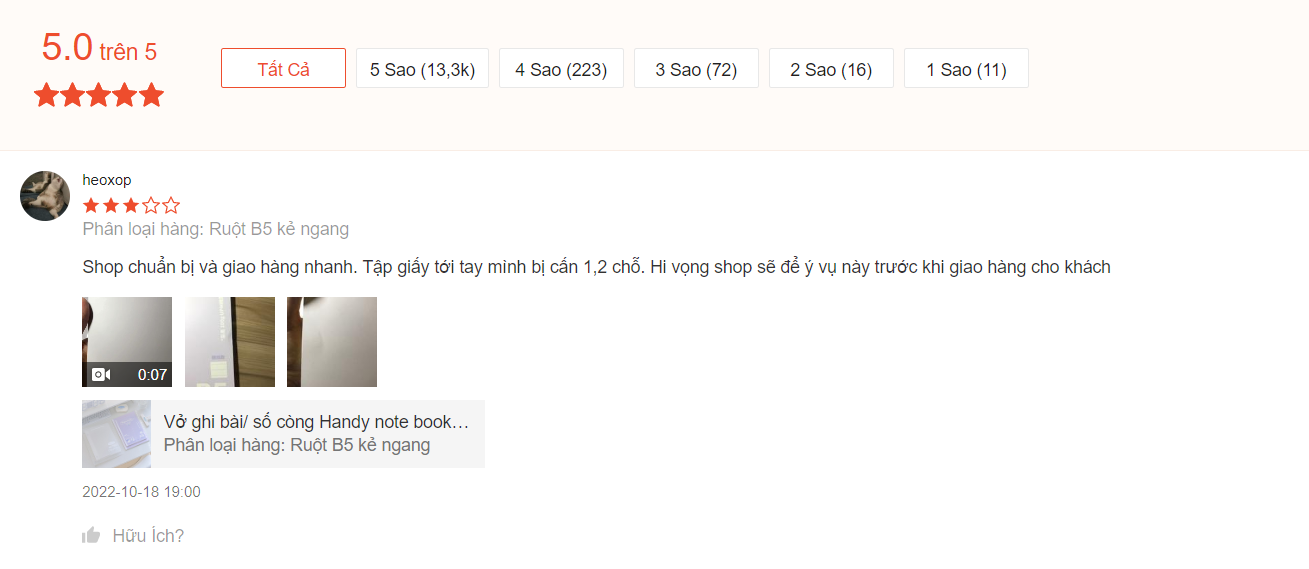 5.0 trên 5
Tất Cả
5 Sao (13,3k)
4 Sao (223)
3 Sao (72)
2 Sao (16)
1 Sao (11)
heoxop
Phân loại hàng: Ruột B5 kẻ ngang
Shop chuẩn bị và giao hàng nhanh. Tập giấy tới tay mình bị cấn 1,2 chỗ. Hi vọng shop sẽ để ý vụ này trước khi giao hàng cho khách
0:07
Vở ghi bài/ sổ còng Handy note book…
Phân loại hàng: Ruột B5 kẻ ngang
2022-10-18 19:00
Hữu Ích?